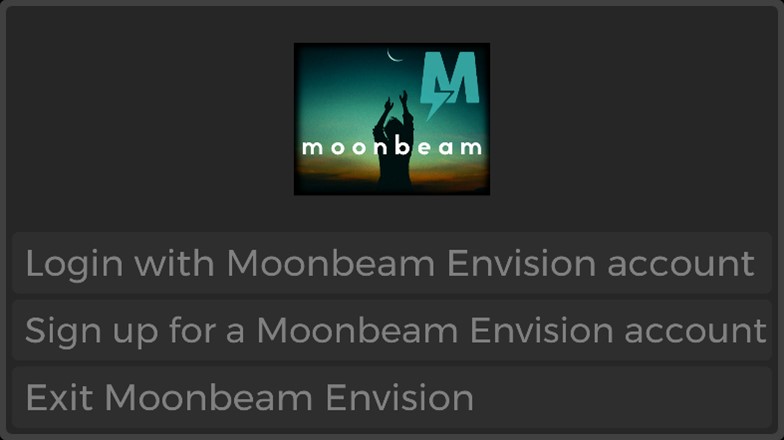 M
moonbeam
Login with Moonbeam Envision account
Sign up for a Moonbeam Envision account
Exit Moonbeam Envision